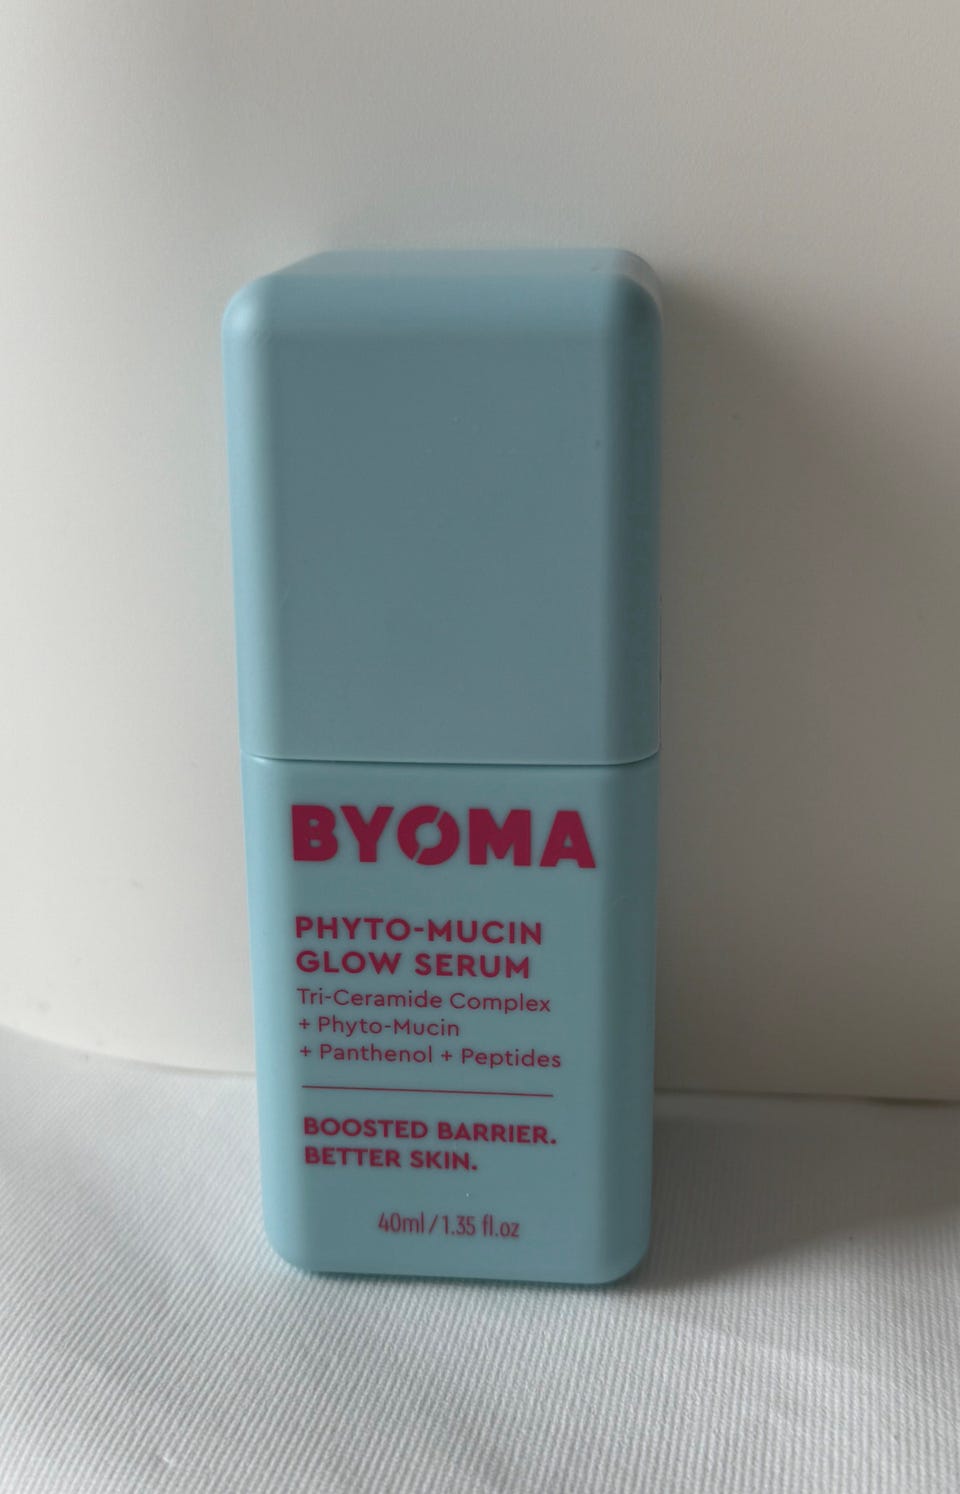 BYOMA
PHYTO-MUCIN
GLOW SERUM
Tri-Ceramide Complex
+ Phyto-Mucin
+ Panthenol + Peptides
BOOSTED BARRIER.
BETTER SKIN.
40ml / 1.35 fl.oz